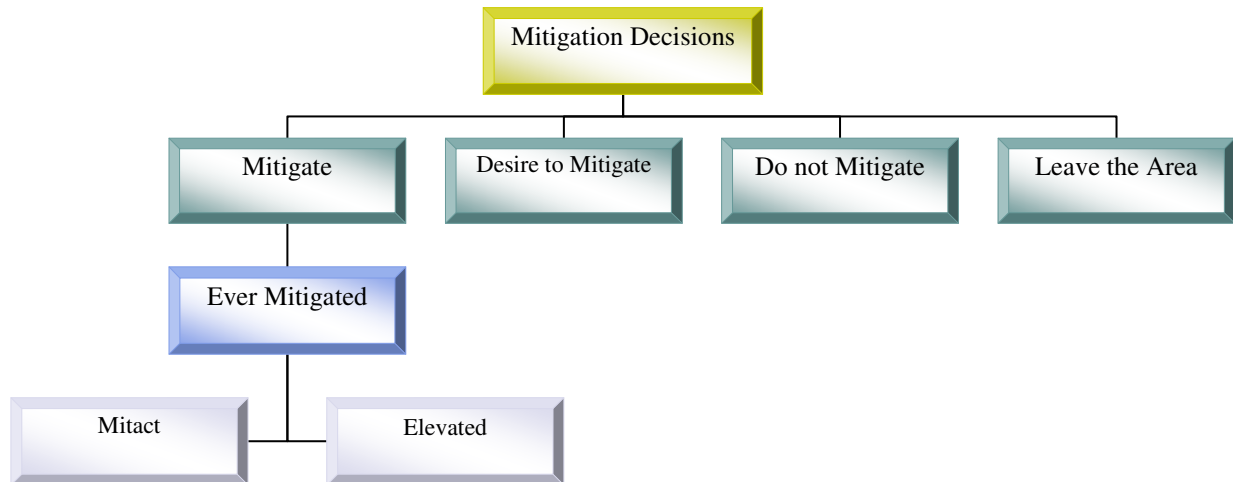 Mitigation Decisions
Mitigate
Desire to Mitigate
Do not Mitigate
Leave the Area
Ever Mitigated
Mitact
Elevated